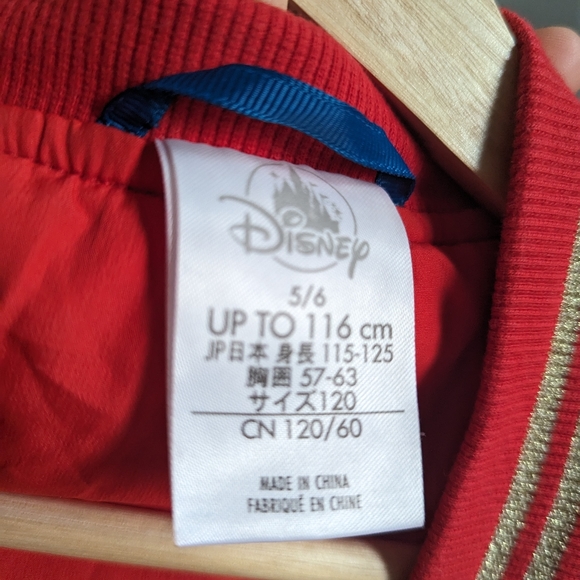 Disney
5/6
UP TO 116 cm
JP日本 身長 115-125
胸囲 57-63
サイズ120
CN 120/60
MADE IN CHINA
FABRIQUÉ EN CHINE